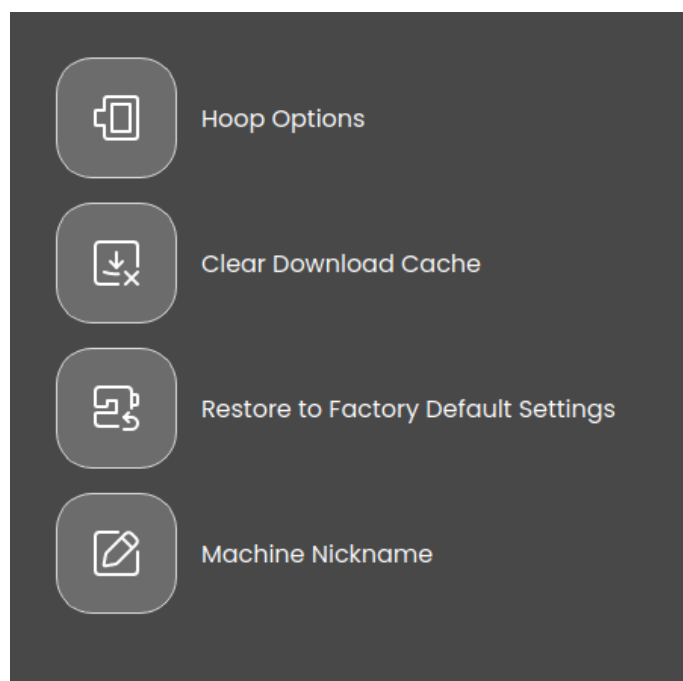 Hoop Options
Clear Download Cache
Restore to Factory Default Settings
Machine Nickname